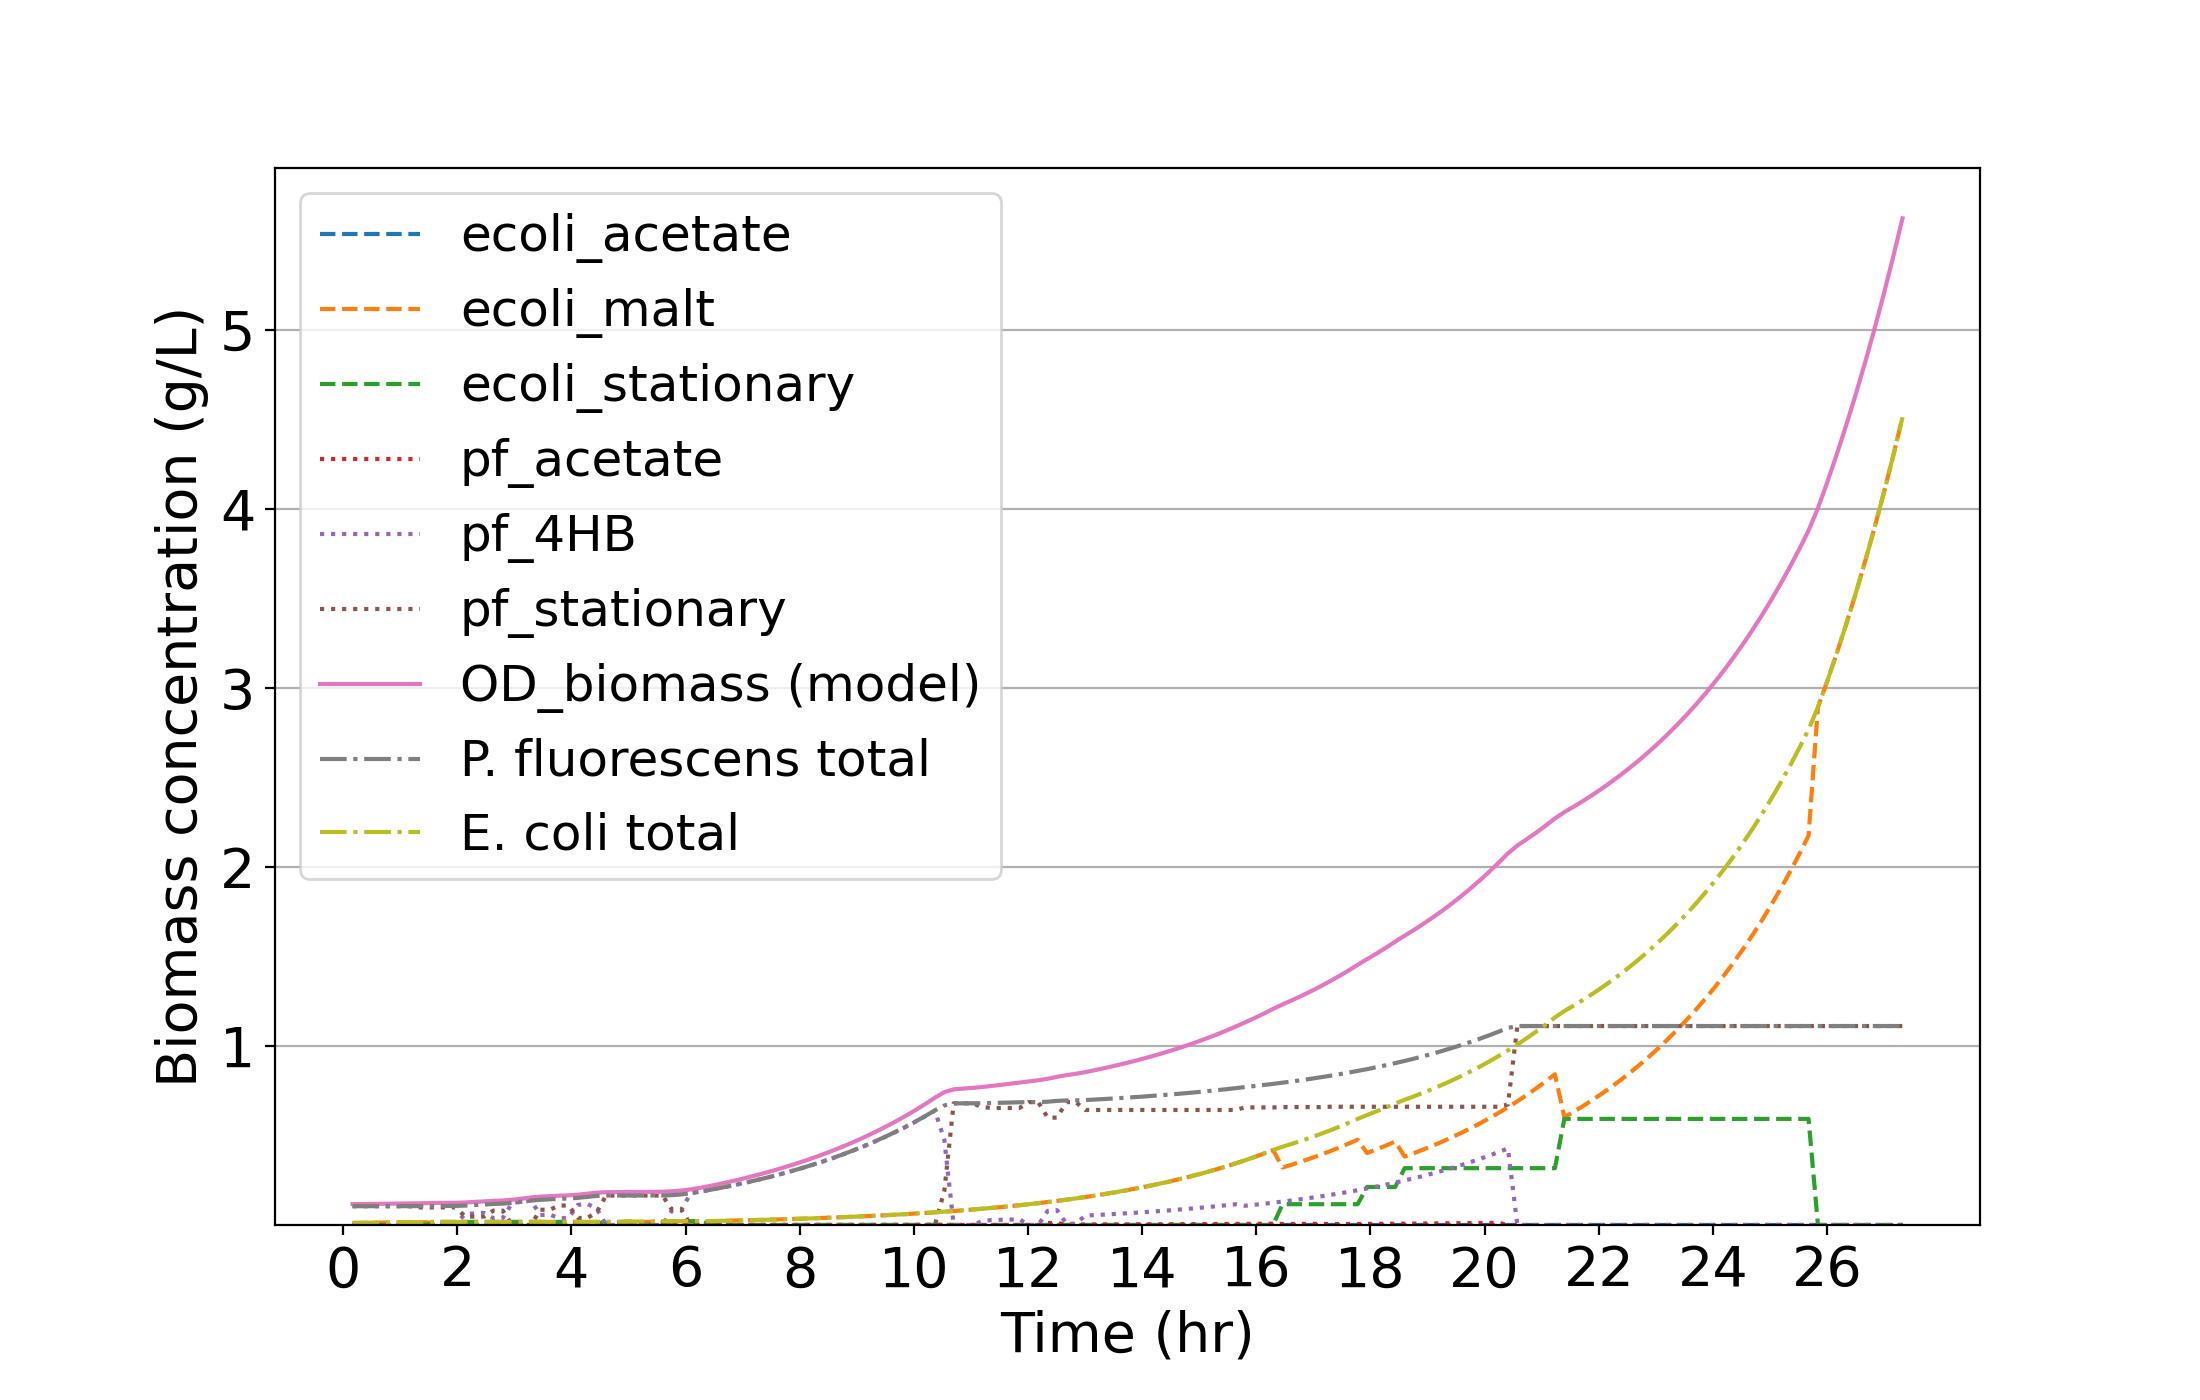 ecoli_acetate
ecoli_malt
ecoli_stationary
pf_acetate
pf_4HB
pf_stationary
OD_biomass (model)
P. fluorescens total
E. coli total
Biomass concentration (g/L)
5
4
3
2
1
0 2 4 6 8 10 12 14 16 18 20 22 24 26
Time (hr)